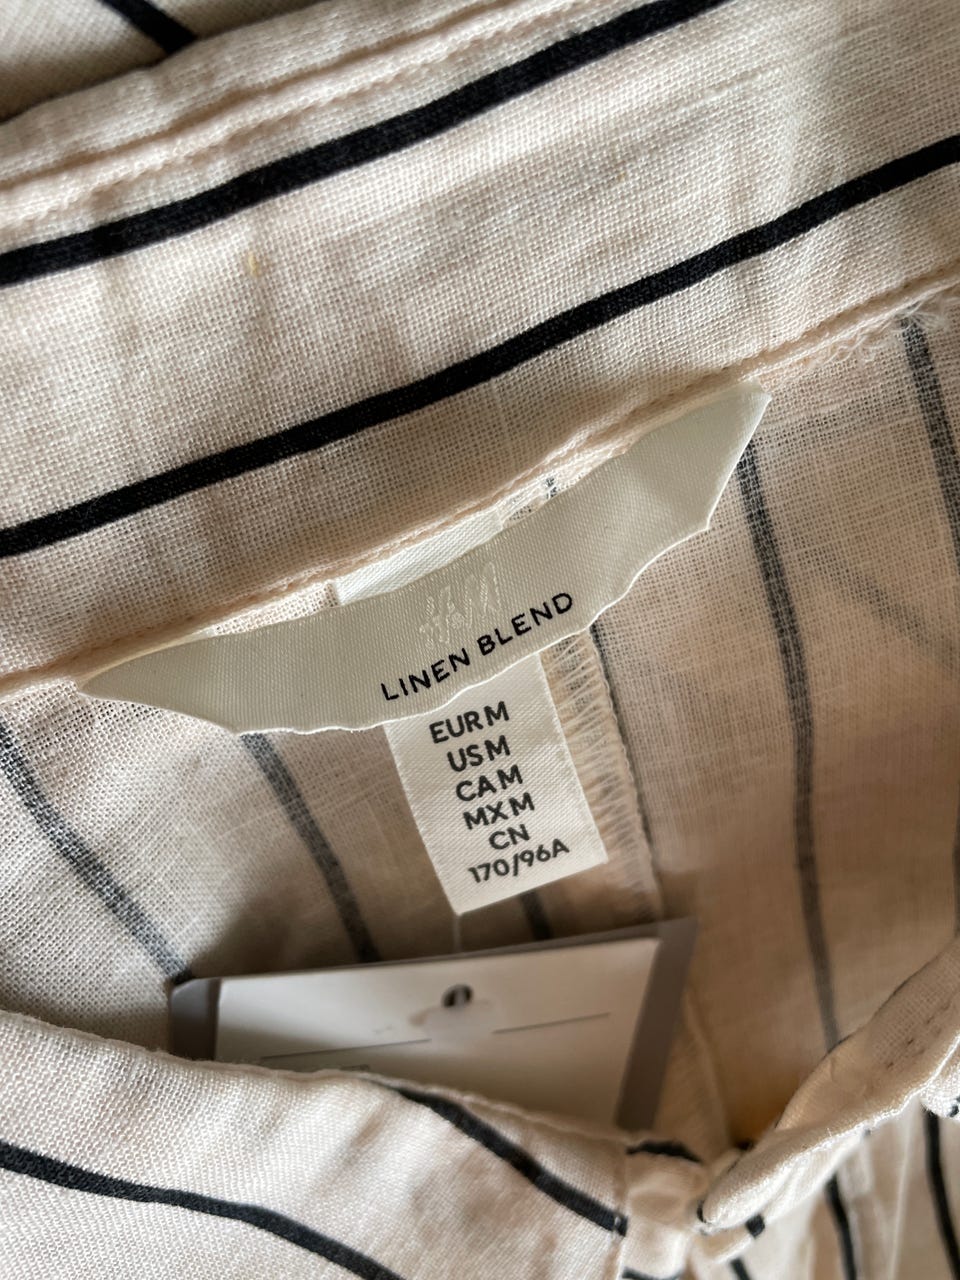 H&M
LINEN BLEND
EUR M
US M
CA M
MX M
CN
170/96A